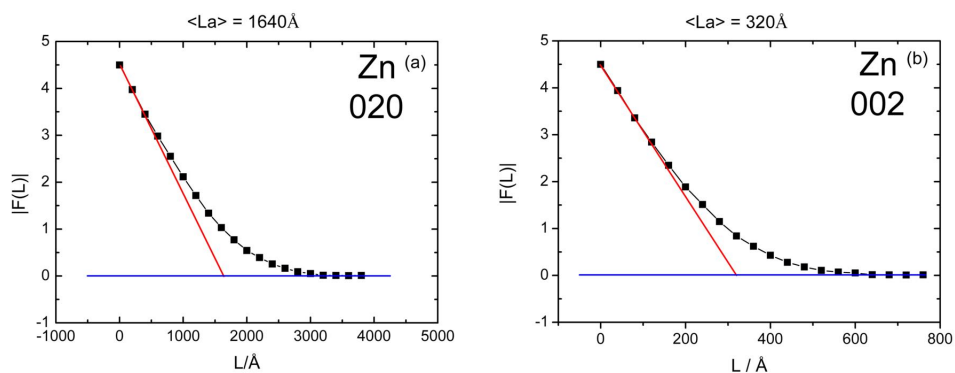 <La> = 1640Å
Zn (a)
020
5
4
3
2
1
0
-1
-1000 0 1000 2000 3000 4000 5000
|F(L)|
L/Å
<La> = 320Å
Zn (b)
002
5
4
3
2
1
0
-1
0 200 400 600 800
|F(L)|
L / Å